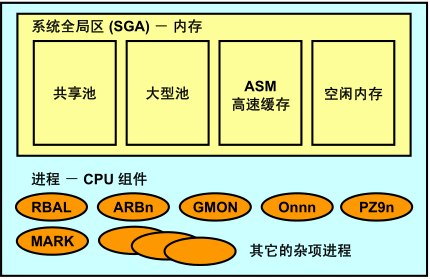 系统全局区 (SGA) － 内存
共享池
大型池
ASM
高速缓存
空闲内存
进程 － CPU 组件
RBAL
ARBn
GMON
Onnn
PZ9n
MARK
其它的杂项进程